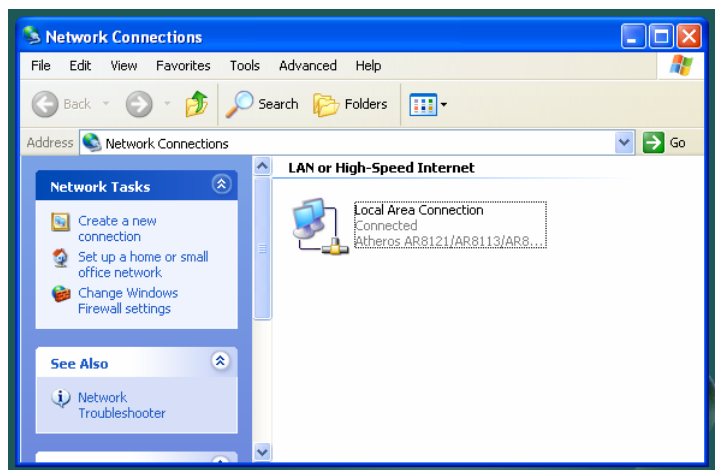 Network Connections
File Edit View Favorites Tools Advanced Help
Back Search Folders
Address Network Connections Go
Network Tasks
Create a new
connection
Set up a home or small
office network
Change Windows
Firewall settings
See Also
Network
Troubleshooter
LAN or High-Speed Internet
Local Area Connection
Connected
Atheros AR8121/AR8113/AR8...